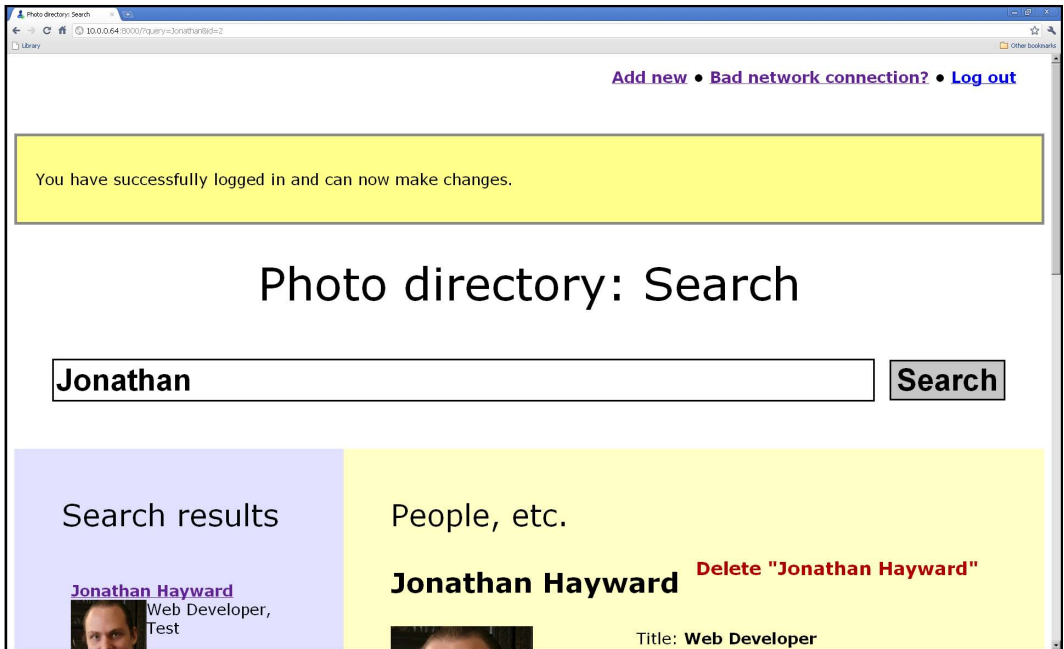 Photo directory: Search
10.0.0.64:8000/?query=Jonathan&id=2
Library
Other bookmarks
Add new ● Bad network connection? ● Log out
You have successfully logged in and can now make changes.
Photo directory: Search
Jonathan
Search
Search results
Jonathan Hayward
Web Developer,
Test
People, etc.
Jonathan Hayward
Delete "Jonathan Hayward"
Title: Web Developer